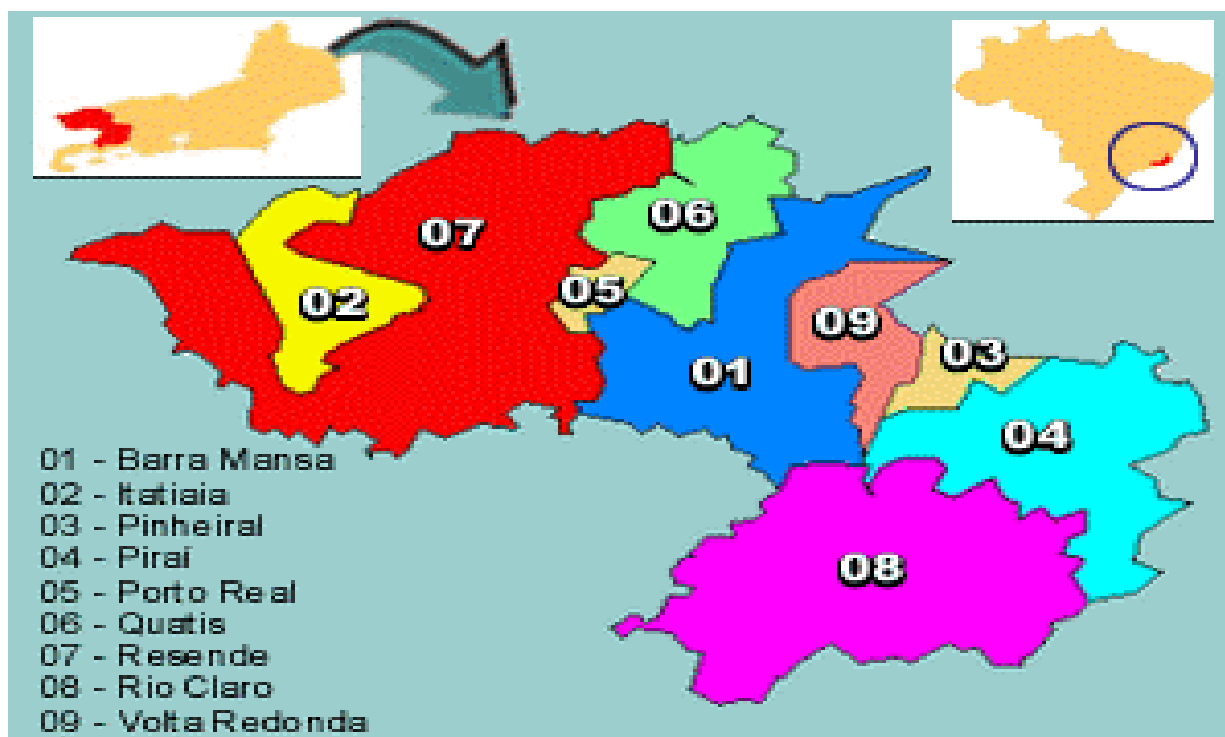 07
06
02
05
09
03
01
04
08
01 - Barra Mansa
02 - Itatiaia
03 - Pinheiral
04 - Piraí
05 - Porto Real
06 - Quatis
07 - Resende
08 - Rio Claro
09 - Volta Redonda